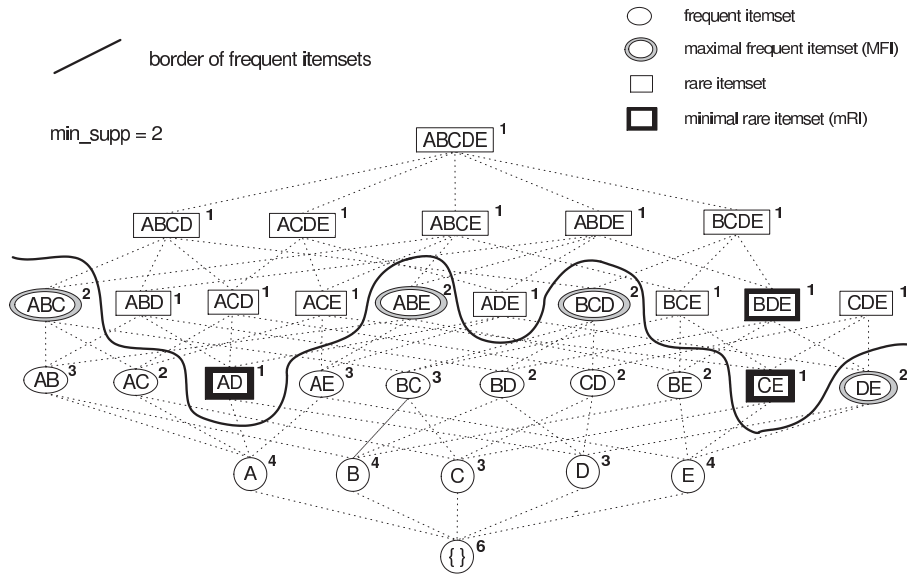 frequent itemset
maximal frequent itemset (MFI)
border of frequent itemsets
rare itemset
min_supp = 2
minimal rare itemset (mRI)
ABCDE 1
ABCD 1 ACDE 1 ABCE 1 ABDE 1 BCDE 1
ABC 2 ABD 1 ACD 1 ACE 1 ABE 2 ADE 1 BCD 2 BCE 1 BDE 1 CDE 1
AB 3 AC 2 AD 1 AE 3 BC 3 BD 2 CD 2 BE 2 CE 1 DE 2
A 4 B 4 C 3 D 3 E 4
{ } 6